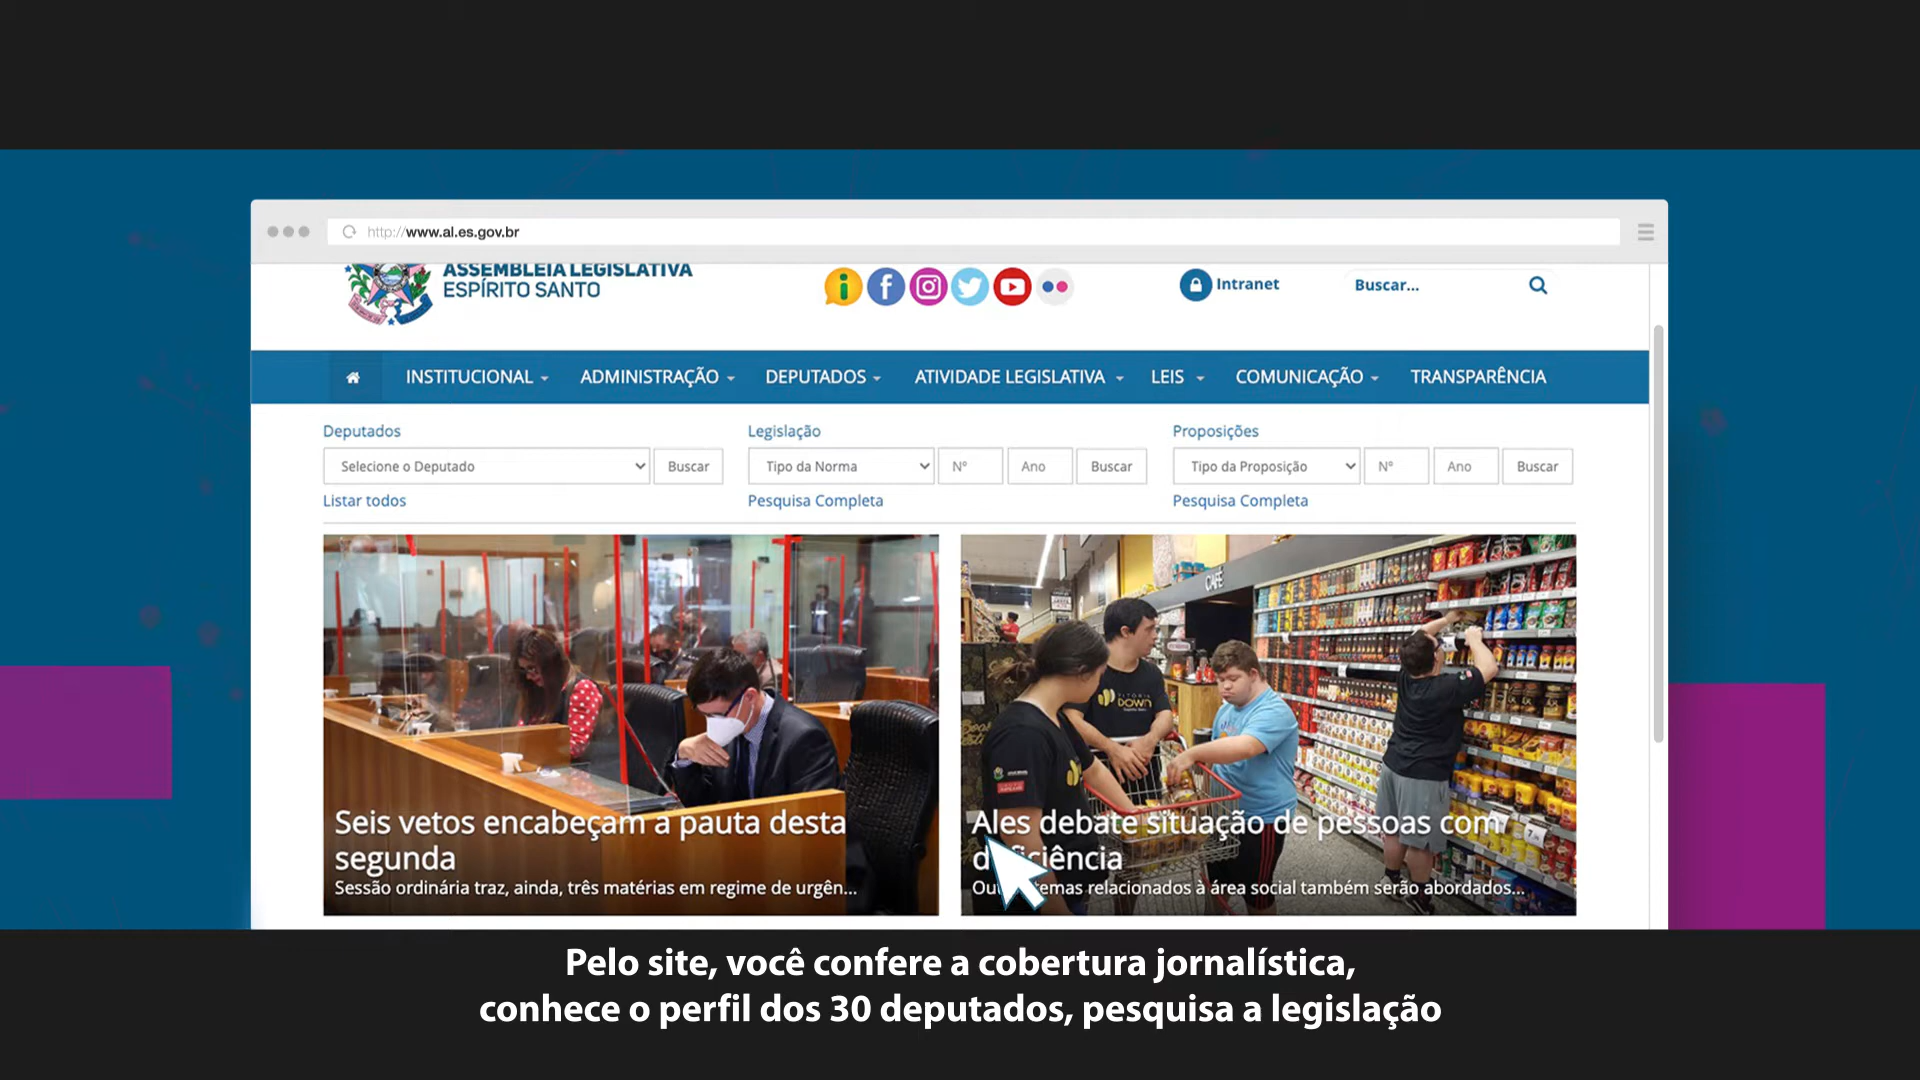 http://www.al.es.gov.br
ASSEMBLEIA LEGISLATIVA
ESPÍRITO SANTO
Intranet
Buscar...
INSTITUCIONAL ADMINISTRAÇÃO DEPUTADOS ATIVIDADE LEGISLATIVA LEIS COMUNICAÇÃO TRANSPARÊNCIA
Deputados
Selecione o Deputado Buscar
Listar todos
Legislação
Tipo da Norma Nº Ano Buscar
Pesquisa Completa
Proposições
Tipo da Proposição Nº Ano Buscar
Pesquisa Completa
Seis vetos encabeçam a pauta desta
segunda
Sessão ordinária traz, ainda, três matérias em regime de urgên...
CAFÉ
VITÓRIA
DOWN
Ales debate situação de pessoas com
temas relacionados à área social também serão abordados...
Pelo site, você confere a cobertura jornalística,
conhece o perfil dos 30 deputados, pesquisa a legislação